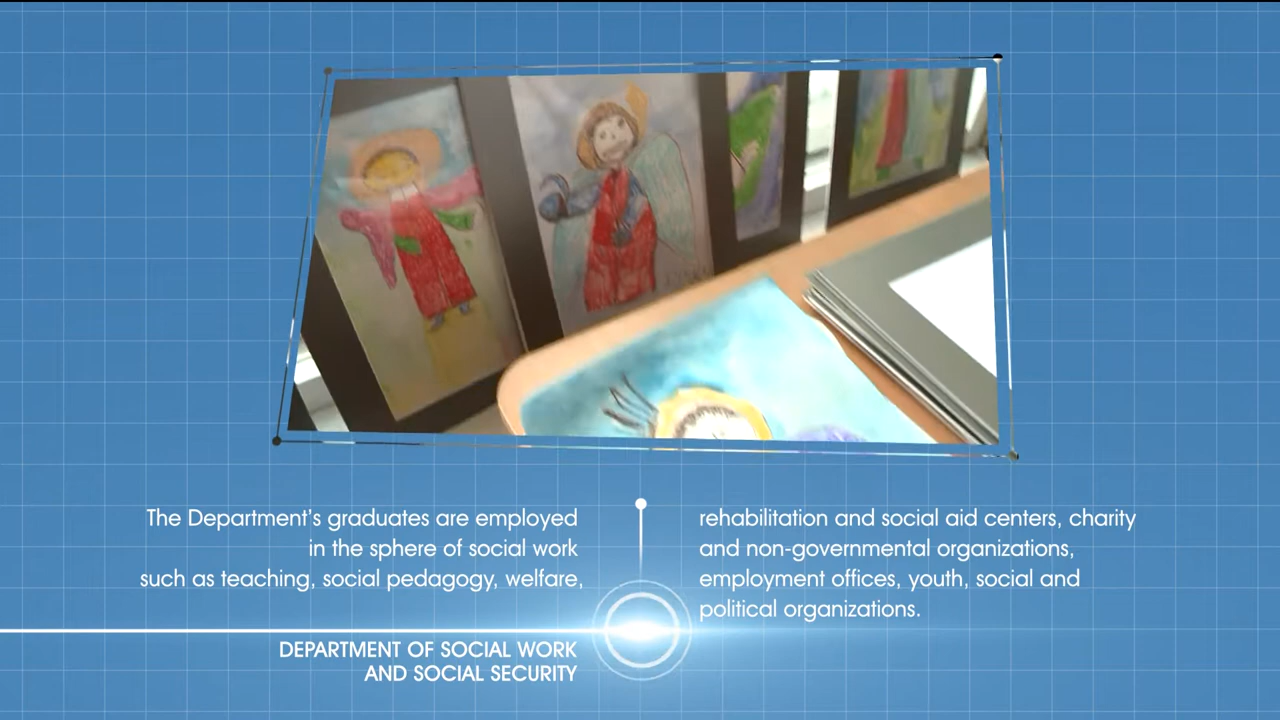 The Department's graduates are employed
in the sphere of social work
such as teaching, social pedagogy, welfare,
rehabilitation and social aid centers, charity
and non-governmental organizations,
employment offices, youth, social and
political organizations.
DEPARTMENT OF SOCIAL WORK
AND SOCIAL SECURITY